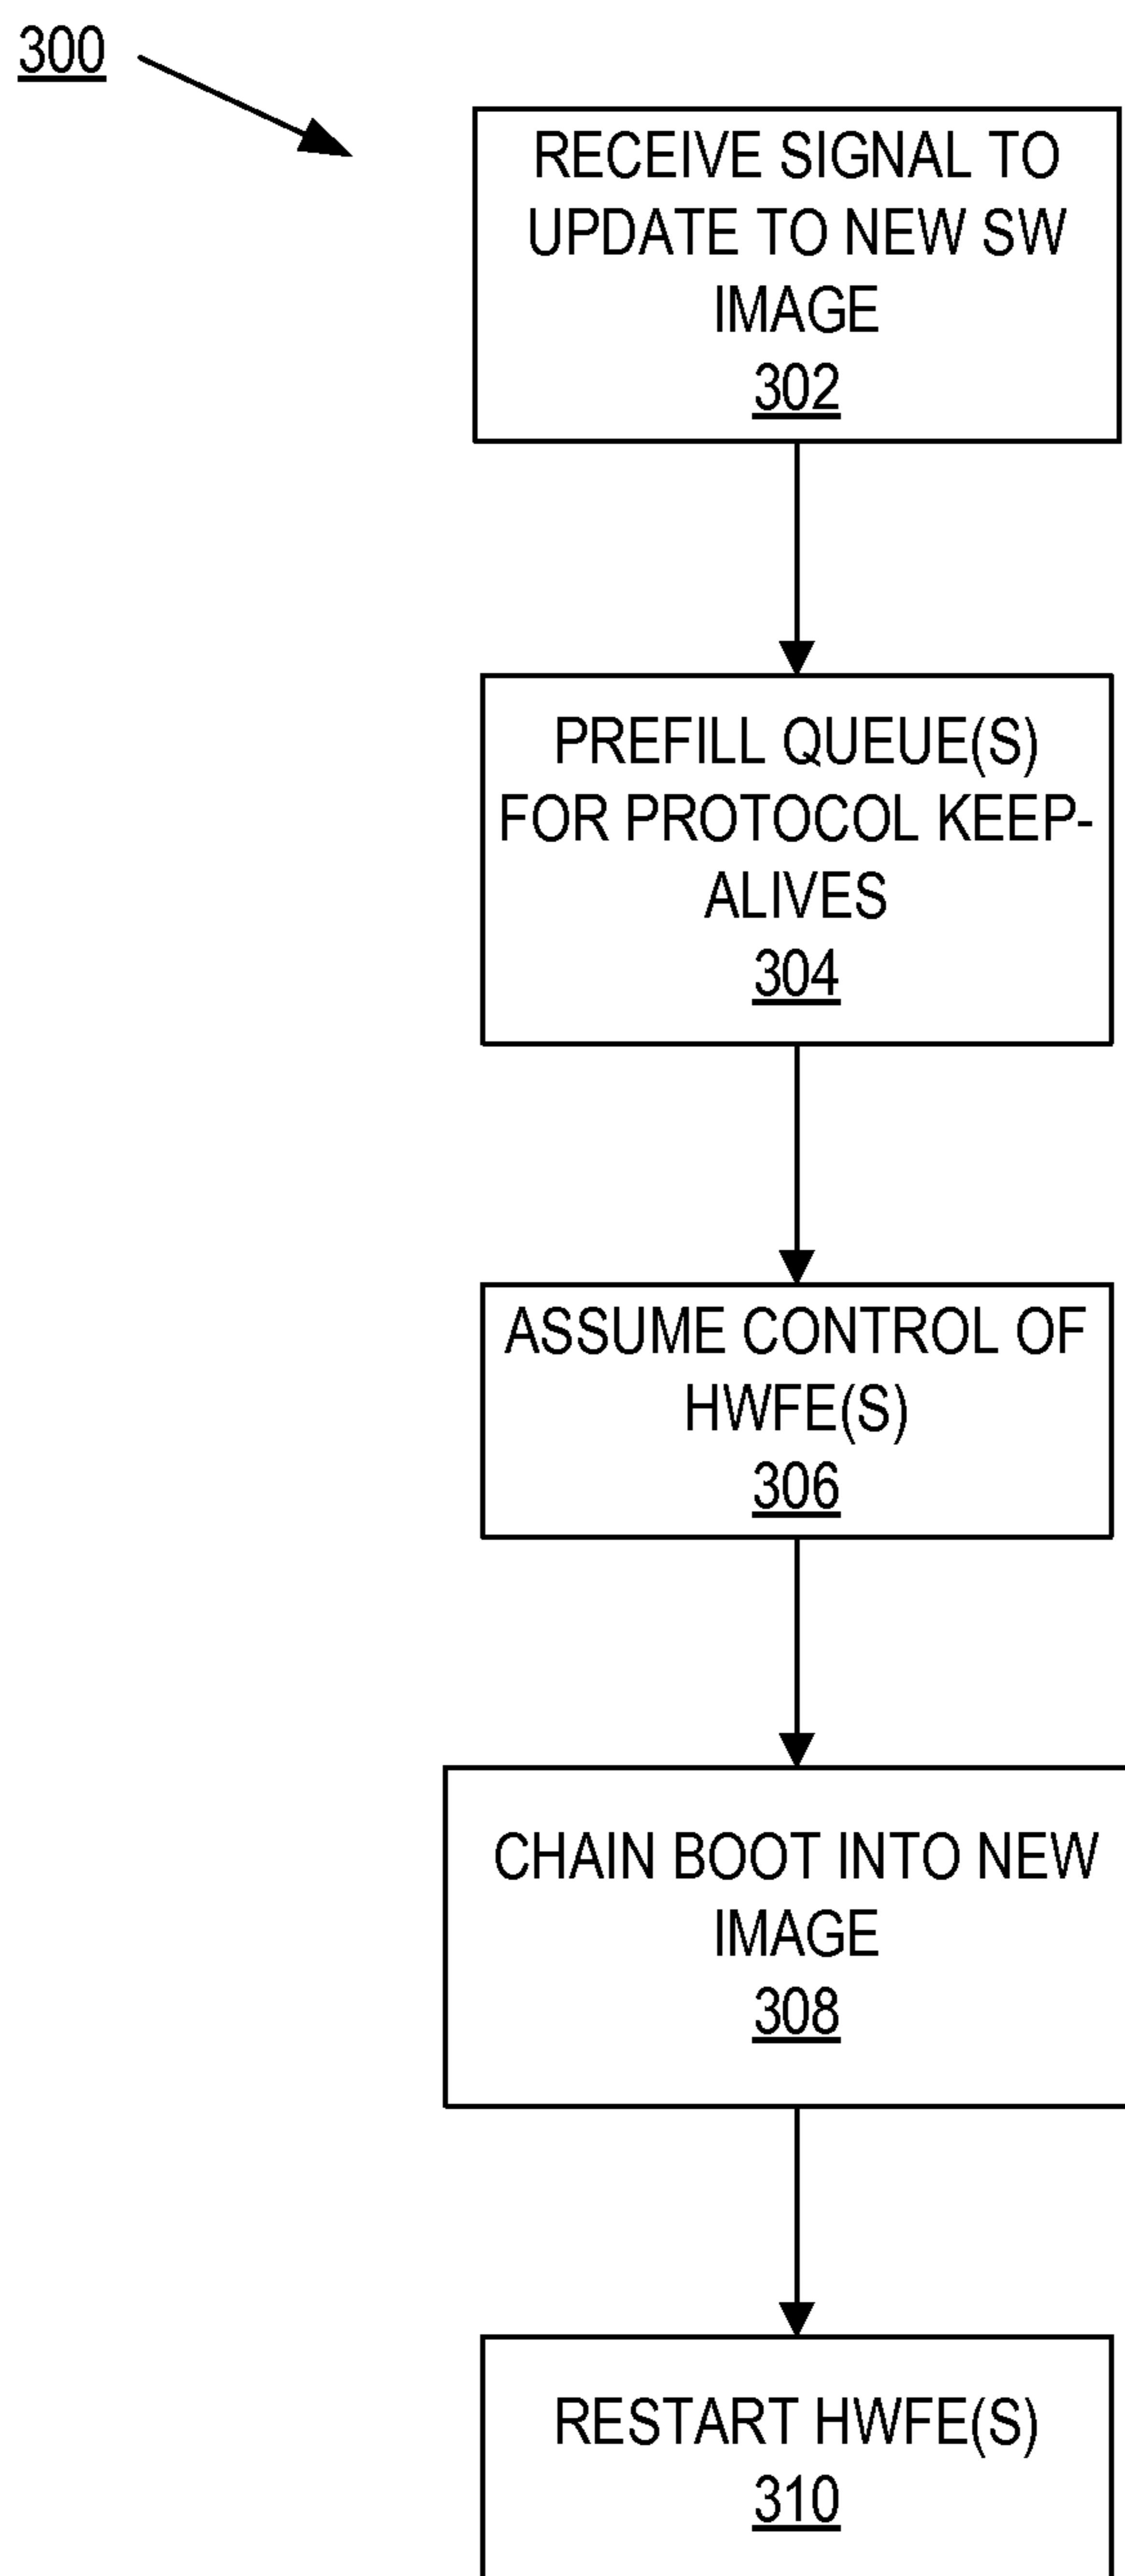 300
RECEIVE SIGNAL TO
UPDATE TO NEW SW
IMAGE
302
PREFILL QUEUE(S)
FOR PROTOCOL KEEP-
ALIVES
304
ASSUME CONTROL OF
HWFE(S)
306
CHAIN BOOT INTO NEW
IMAGE
308
RESTART HWFE(S)
310